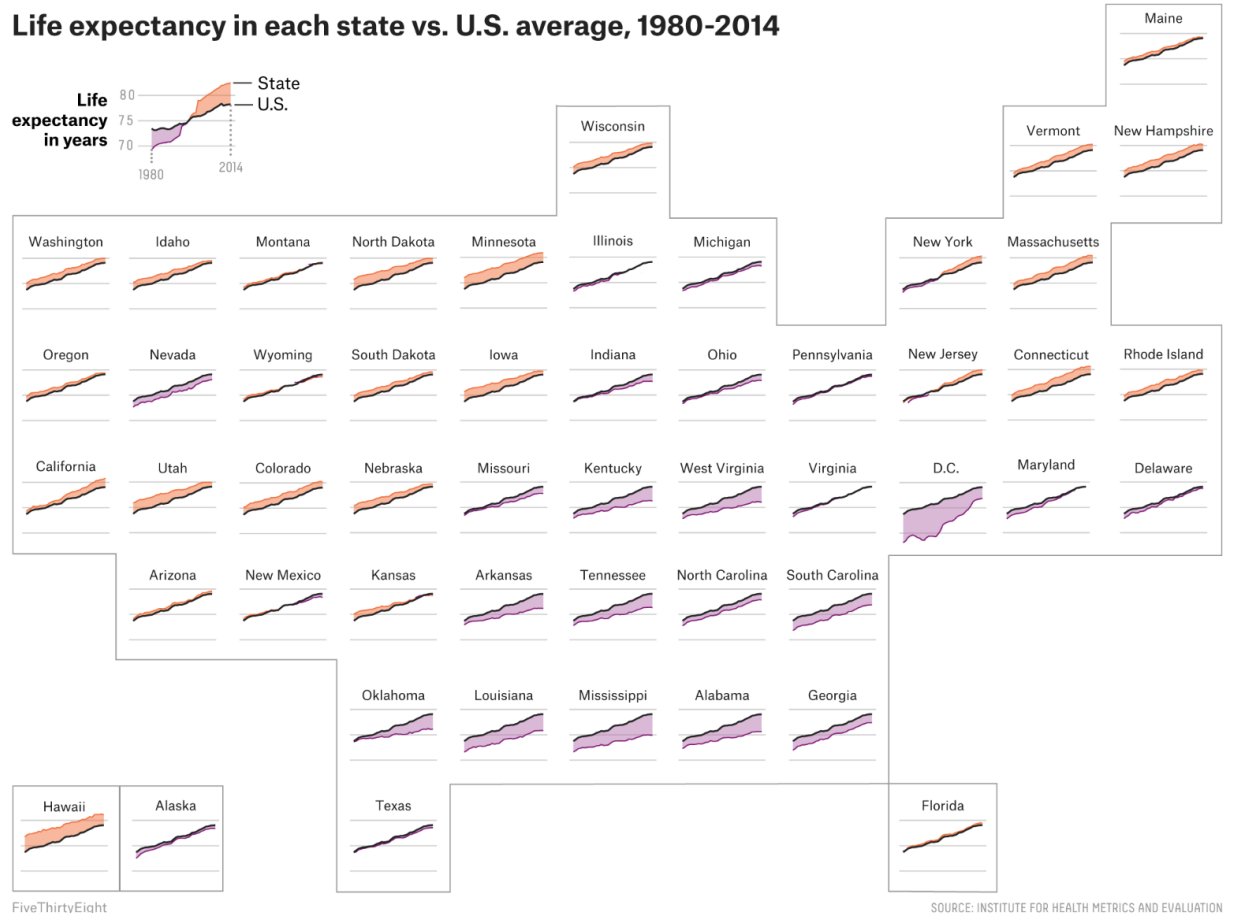 Life expectancy in each state vs. U.S. average, 1980-2014
Maine
State
Life
expectancy
in years
80
75
70
U.S.
1980
2014
Wisconsin
Vermont
New Hampshire
Washington
Idaho
Montana
North Dakota
Minnesota
Illinois
Michigan
New York
Massachusetts
Oregon
Nevada
Wyoming
South Dakota
Iowa
Indiana
Ohio
Pennsylvania
New Jersey
Connecticut
Rhode Island
California
Utah
Colorado
Nebraska
Missouri
Kentucky
West Virginia
Virginia
D.C.
Maryland
Delaware
Arizona
New Mexico
Kansas
Arkansas
Tennessee
North Carolina
South Carolina
Oklahoma
Louisiana
Mississippi
Alabama
Georgia
Hawaii
Alaska
Texas
Florida
FiveThirtyEight
SOURCE: INSTITUTE FOR HEALTH METRICS AND EVALUATION